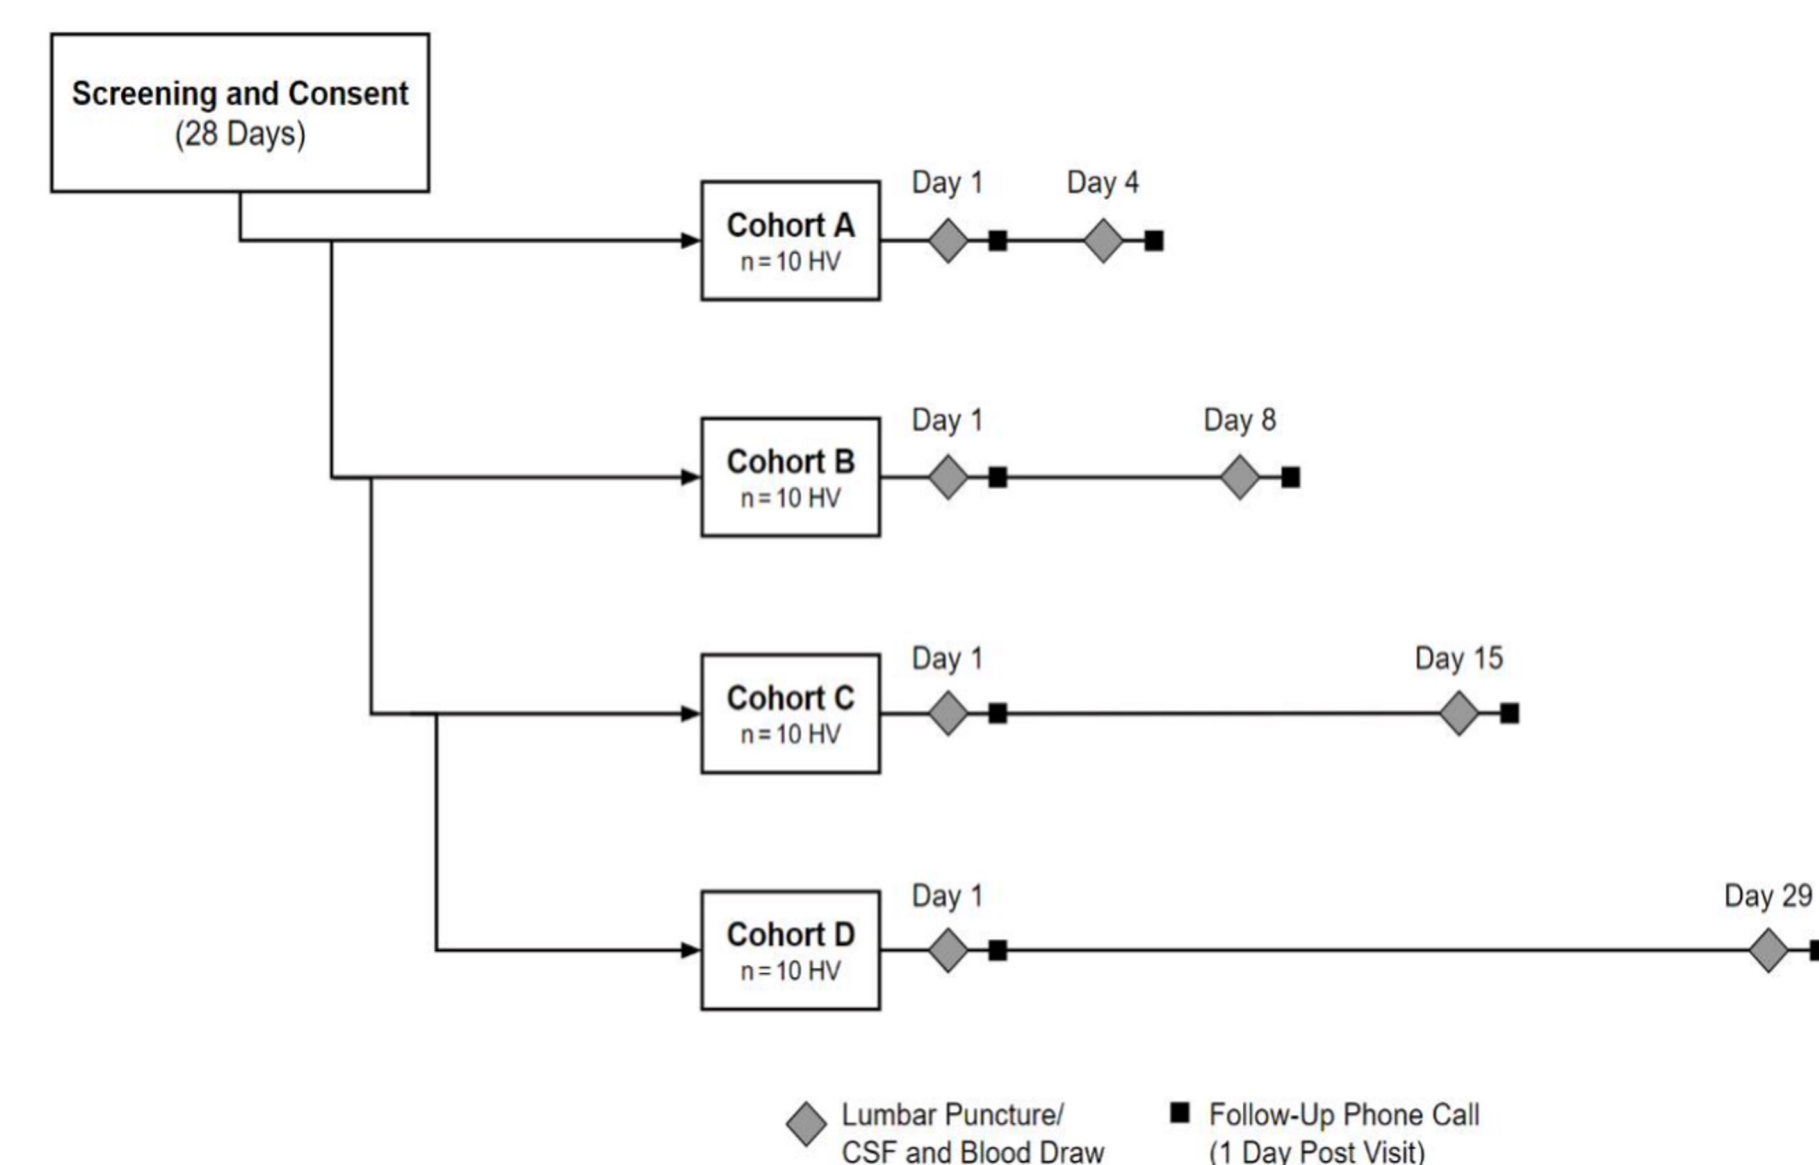 Screening and Consent
(28 Days)
Day 1
Day 4
Cohort A
n=10 HV
Day 1
Day 8
Cohort B
n=10 HV
Day 1
Day 15
Cohort C
n=10 HV
Day 1
Day 29
Cohort D
n=10 HV
Lumbar Puncture/
CSF and Blood Draw
Follow-Up Phone Call
(1 Day Post Visit)